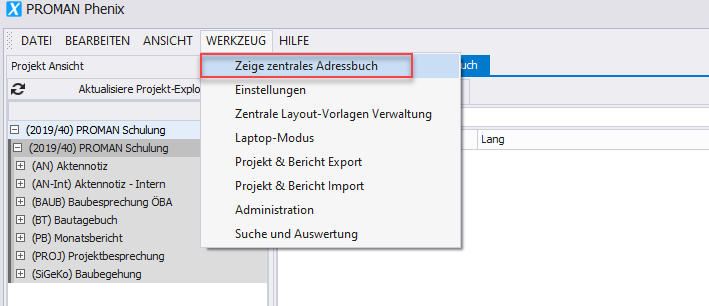 PROMAN Phenix
DATEI BEARBEITEN ANSICHT WERKZEUG HILFE
Projekt Ansicht
Aktualisiere Projekt-Explo
(2019/40) PROMAN Schulung
(2019/40) PROMAN Schulung
(AN) Aktennotiz
(AN-Int) Aktennotiz - Intern
(BAUB) Baubesprechung ÖBA
(BT) Bautagebuch
(PB) Monatsbericht
(PROJ) Projektbesprechung
(SiGeKo) Baubegehung
Zeige zentrales Adressbuch
Einstellungen
Zentrale Layout-Vorlagen Verwaltung
Laptop-Modus
Projekt & Bericht Export
Projekt & Bericht Import
Administration
Suche und Auswertung
uch
Lang